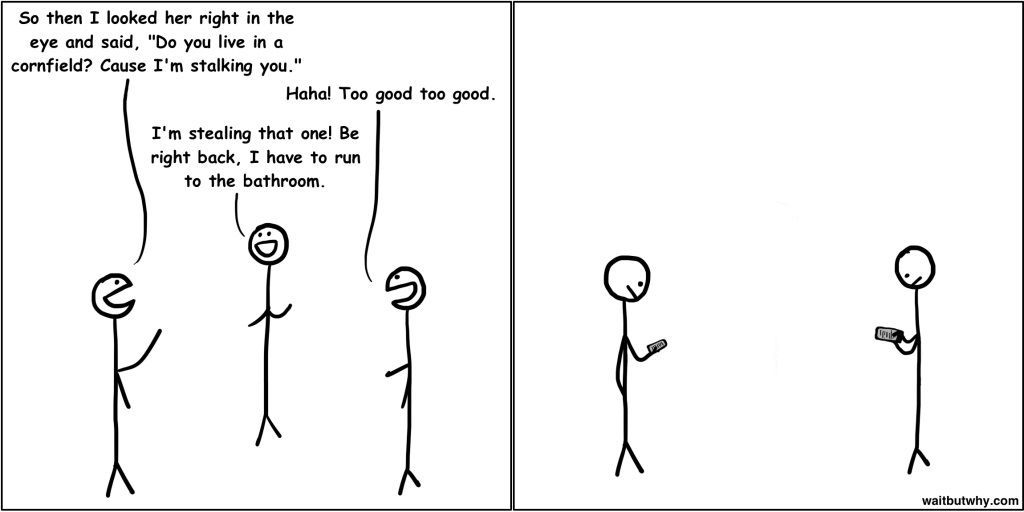 So then I looked her right in the
eye and said, "Do you live in a
cornfield? Cause I'm stalking you."
Haha! Too good too good.
I'm stealing that one! Be
right back, I have to run
to the bathroom.
waitbutwhy.com